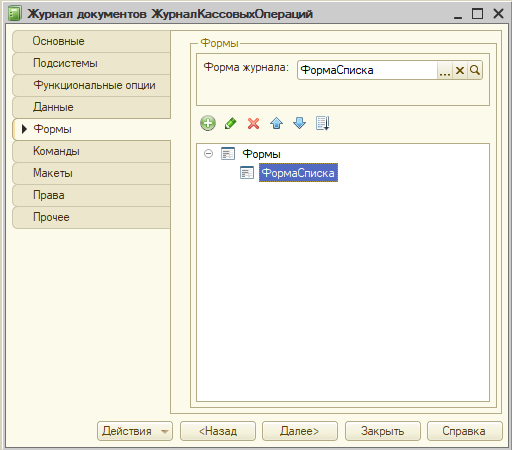 Журнал документов ЖурналКассовыхОпераций
Основные
Подсистемы
Функциональные опции
Данные
Формы
Команды
Макеты
Права
Прочее
Формы
Форма журнала: ФормаСписка ...
Формы
ФормаСписка
Действия <Назад Далее> Закрыть Справка